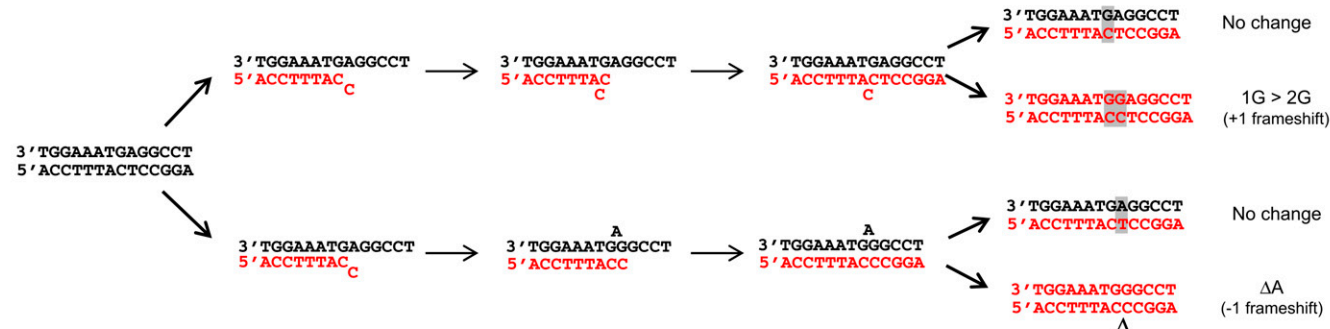 3'TGGAAATGAGGCCT
5'ACCTTTACTCCGGA
3'TGGAAATGAGGCCT
5'ACCTTTAC
C
3'TGGAAATGAGGCCT
5'ACCTTTAC
C
3'TGGAAATGAGGCCT
5'ACCTTTACTCCGGA
C
3'TGGAAATGAGGCCT
5'ACCTTTACTCCGGA
No change
3'TGGAAATGGAGGCCT
5'ACCTTTACCTCCGGA
1G > 2G
(+1 frameshift)
3'TGGAAATGAGGCCT
5'ACCTTTAC
C
A
3'TGGAAATGGGCCT
5'ACCTTTACC
A
3'TGGAAATGGGCCT
5'ACCTTTACCCGGA
3'TGGAAATGAGGCCT
5'ACCTTTACTCCGGA
No change
3'TGGAAATGGGCCT
5'ACCTTTACCCGGA
Δ
ΔA
(-1 frameshift)